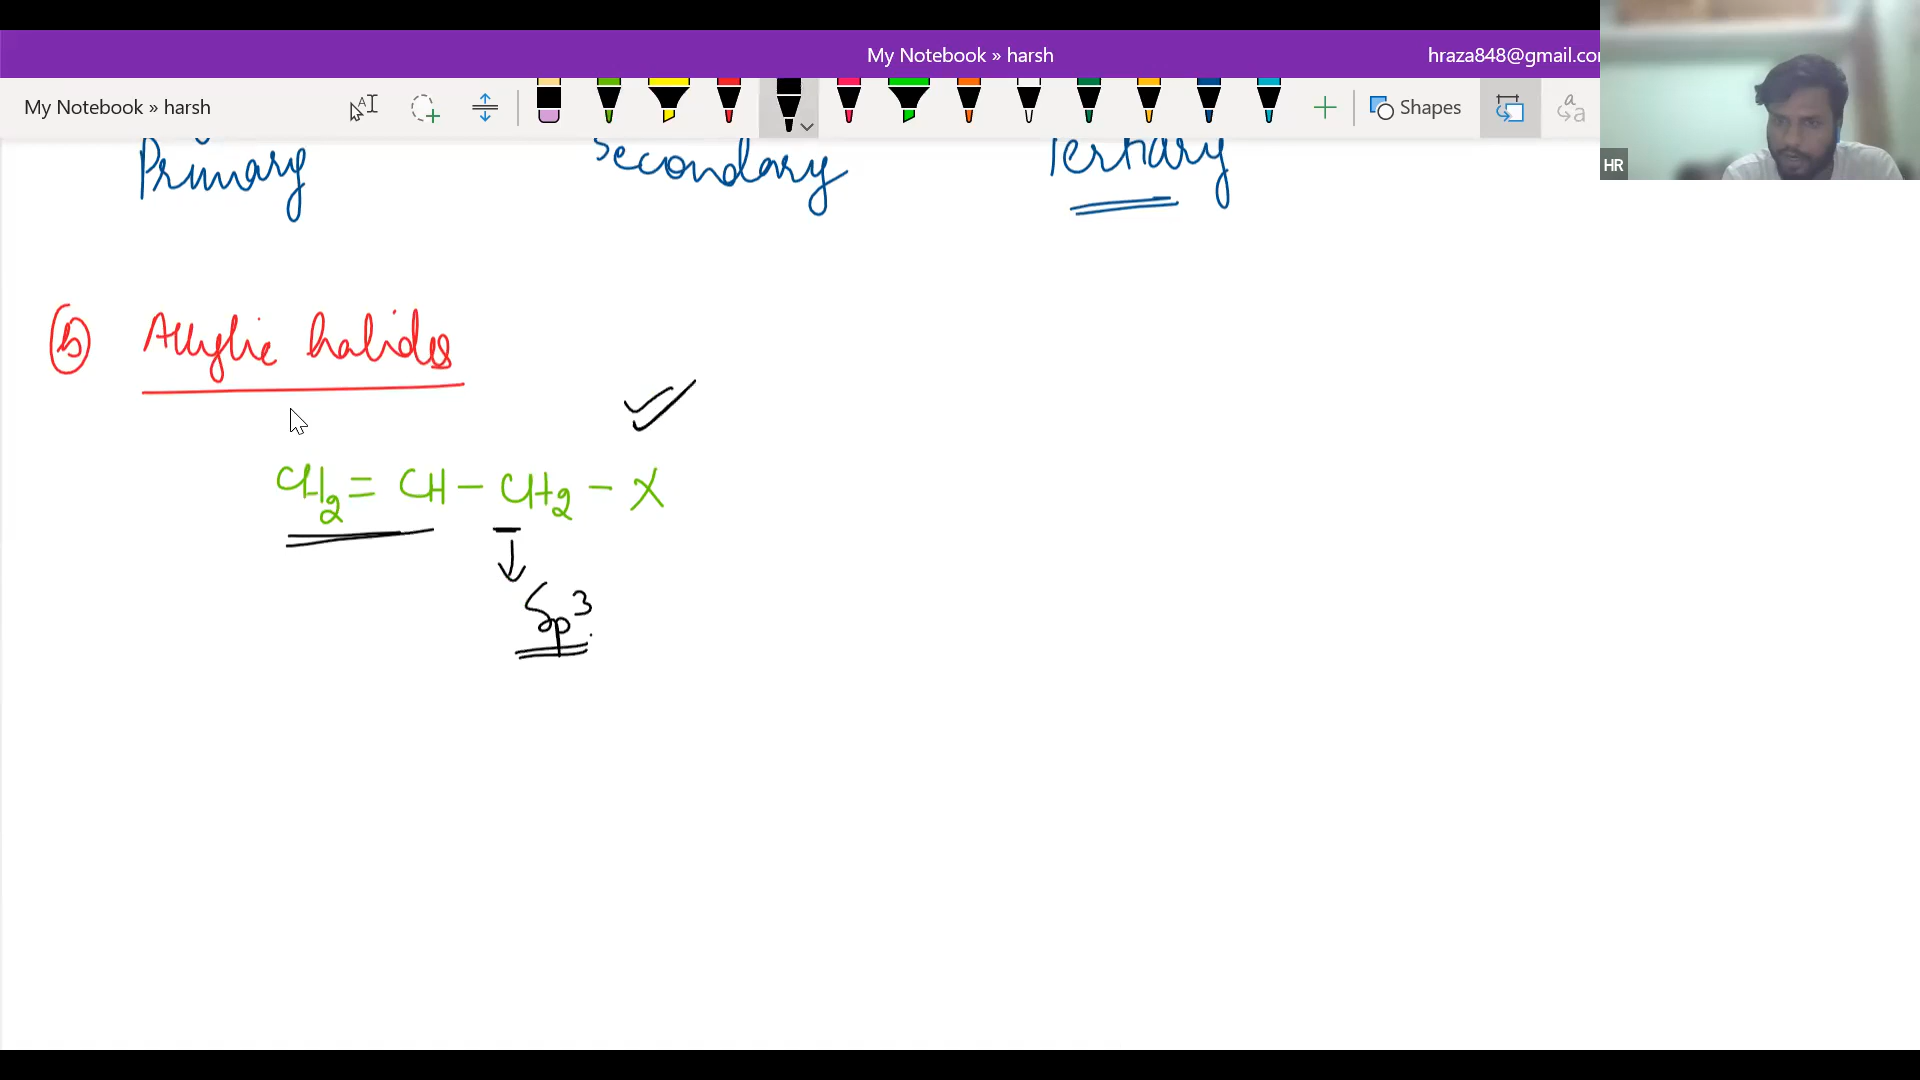 My Notebook » harsh
hraza848@gmail.co
My Notebook » harsh
Shapes
HR
Primary Secondary Tertiary
(b) Allylic halides
CH₂ = CH – CH₂ – X
Sp³